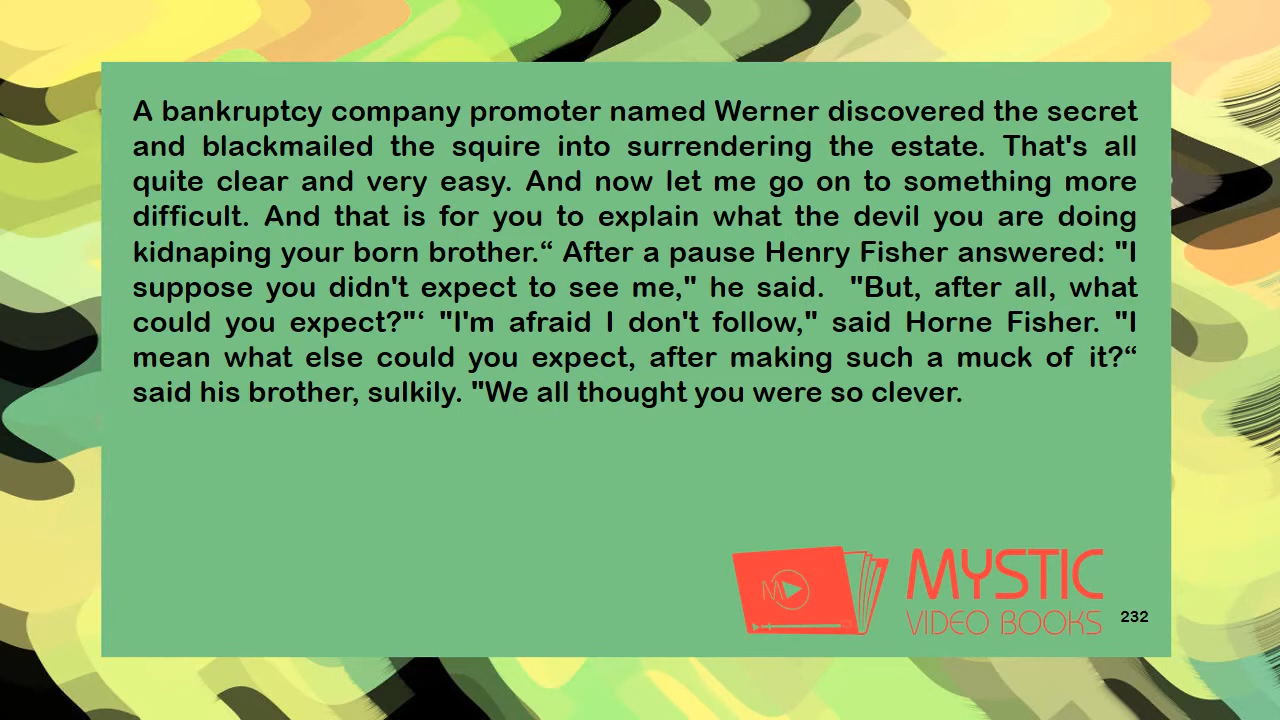 A bankruptcy company promoter named Werner discovered the secret
and blackmailed the squire into surrendering the estate. That's all
quite clear and very easy. And now let me go on to something more
difficult. And that is for you to explain what the devil you are doing
kidnaping your born brother.“ After a pause Henry Fisher answered: "I
suppose you didn't expect to see me," he said.  "But, after all, what
could you expect?"‘ "I'm afraid I don't follow," said Horne Fisher. "I
mean what else could you expect, after making such a muck of it?“
said his brother, sulkily. "We all thought you were so clever.
M
MYSTIC
VIDEO BOOKS
232